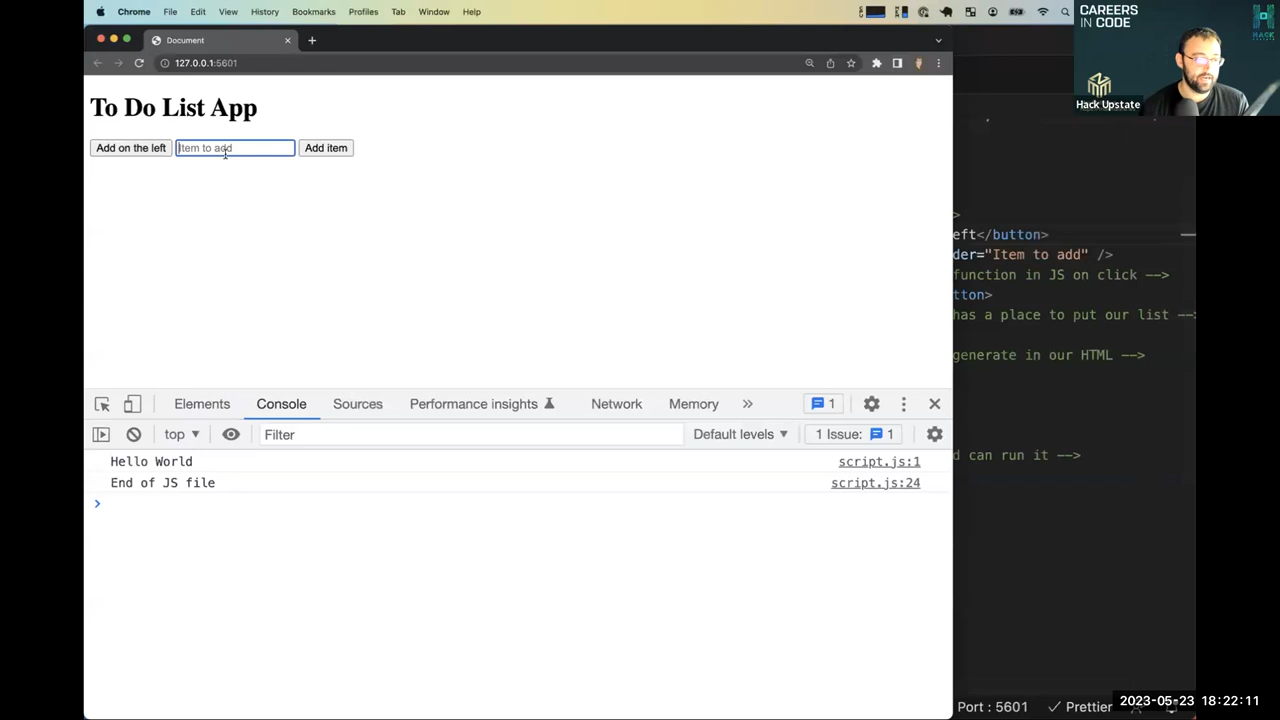 Chrome File Edit View History Bookmarks Profiles Tab Window Help
CAREERS
IN CODE
HACK
UPSTATE
Hack Upstate
Document
127.0.0.1:5601
To Do List App
Add on the left
Item to add
Add item
>
eft</button>
der="Item to add" />
function in JS on click -->
tton>
has a place to put our list -->
generate in our HTML -->
d can run it -->
Elements Console Sources Performance insights Network Memory » 1
top Filter Default levels 1 Issue: 1
Hello World script.js:1
End of JS file script.js:24
>
Port : 5601 Prettier
2023-05-23 18:22:11